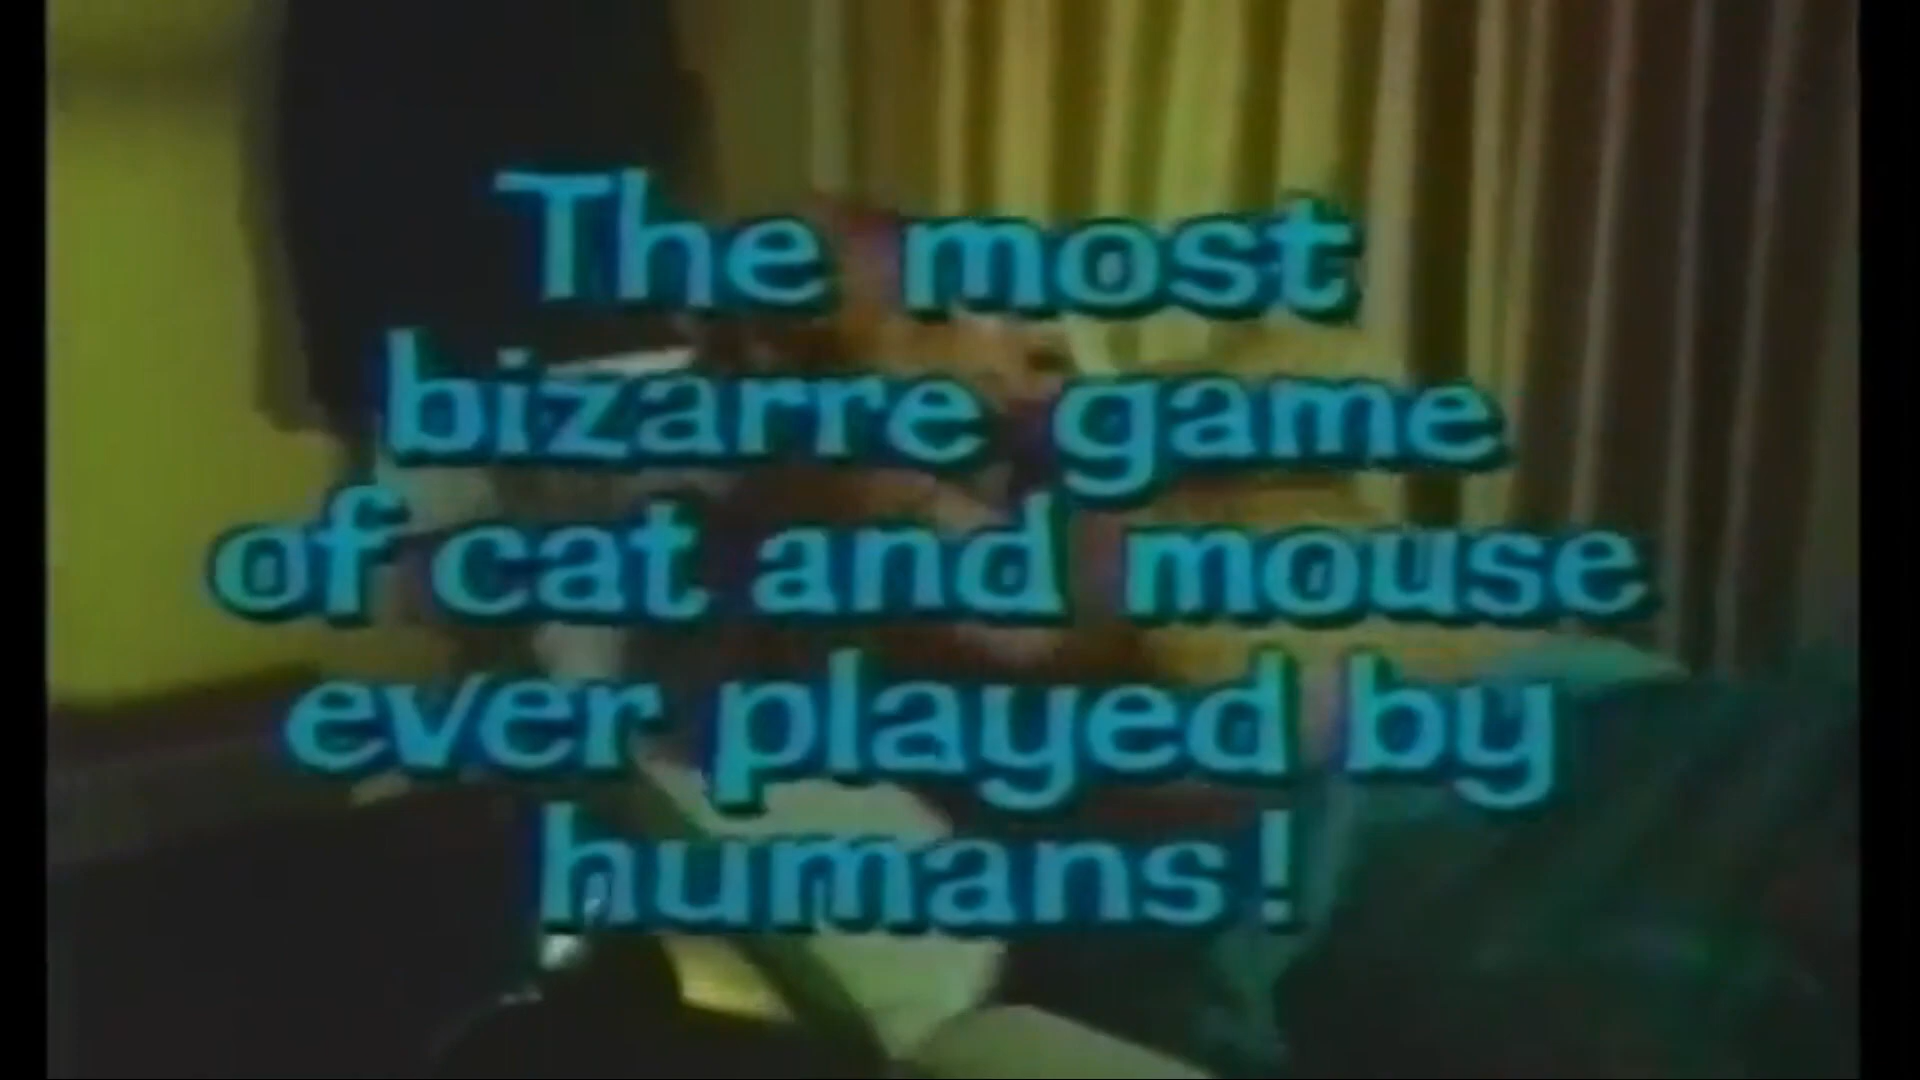 The most
bizarre game
of cat and mouse
ever played by
humans!